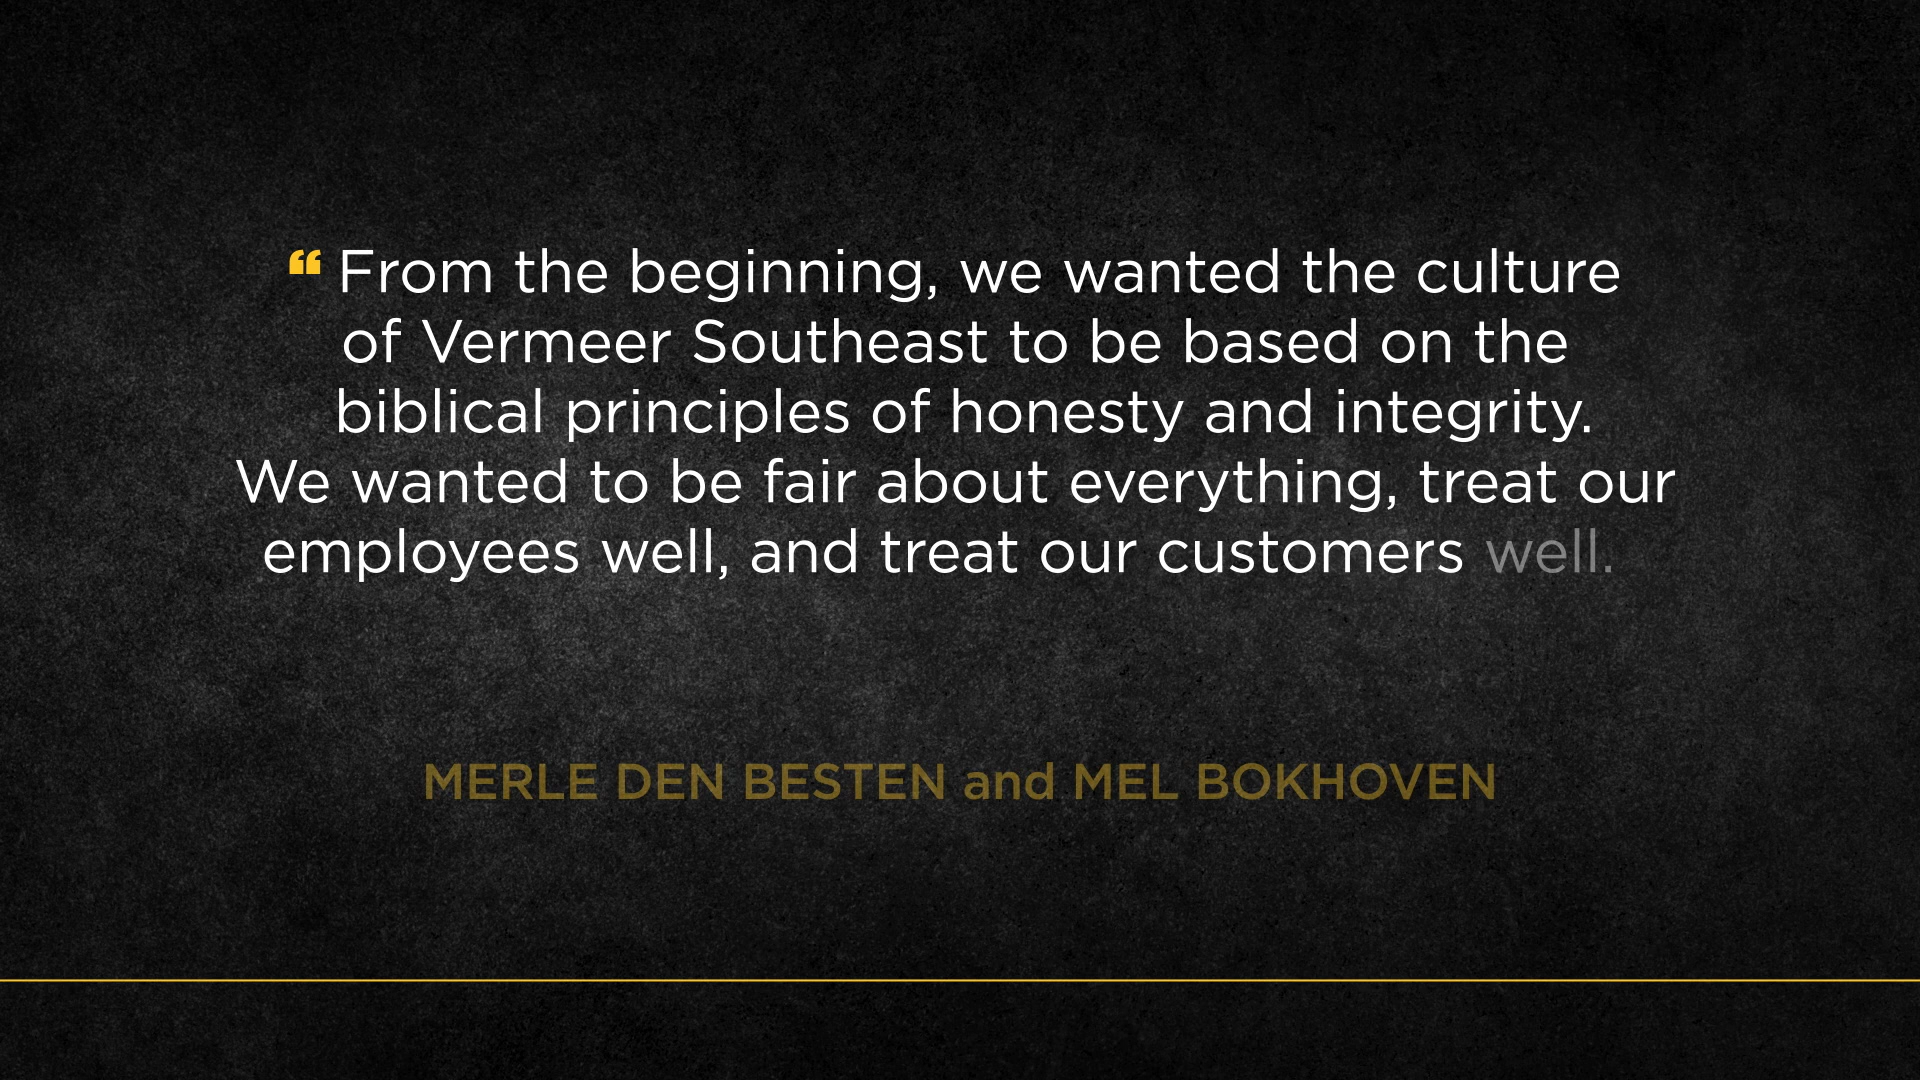 “ From the beginning, we wanted the culture
of Vermeer Southeast to be based on the
biblical principles of honesty and integrity.
We wanted to be fair about everything, treat our
employees well, and treat our customers well.
MERLE DEN BESTEN and MEL BOKHOVEN